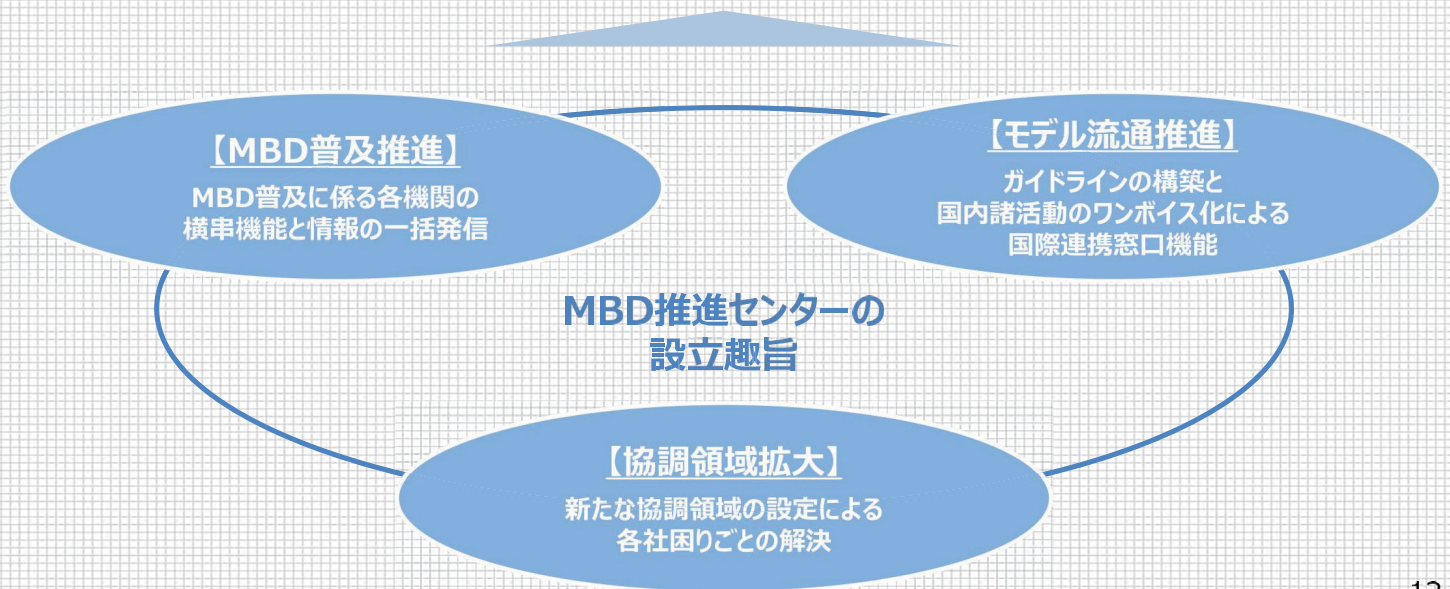 【MBD普及推進】
MBD普及に係る各機関の
横串機能と情報の一括発信
【モデル流通推進】
ガイドラインの構築と
国内諸活動のワンボイス化による
国際連携窓口機能
MBD推進センターの
設立趣旨
【協調領域拡大】
新たな協調領域の設定による
各社困りごとの解決